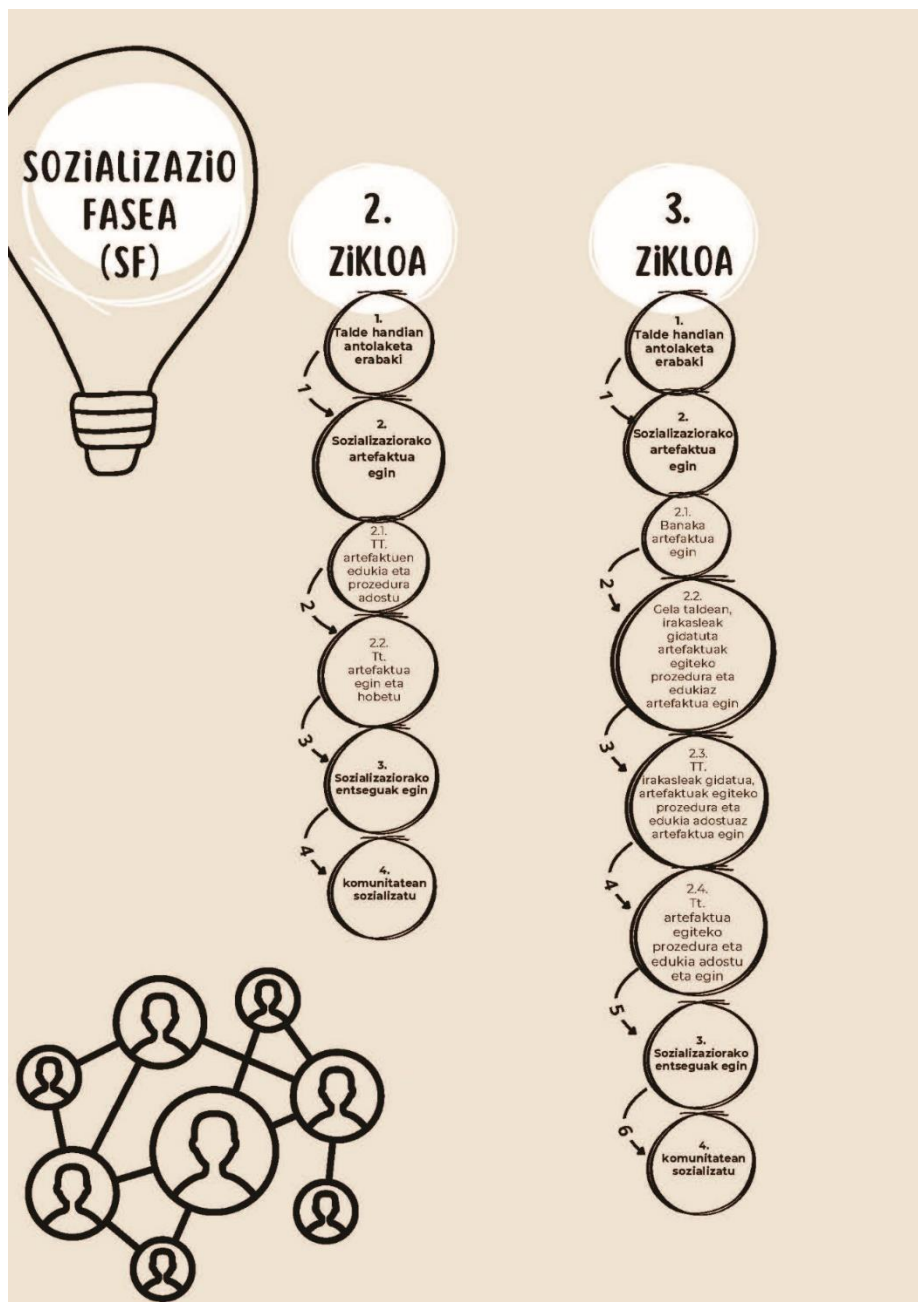 SOZIALIZAZIO
FASEA
(SF)
2.
ZIKLOA
1.
Talde handian
antolaketa
erabaki
1
2.
Sozializaziorako
artefaktua
egin
2.1.
TT.
artefaktuen
edukia eta
prozedura
adostu
2
2.2.
Tt.
artefaktua
egin eta
hobetu
3
3.
Sozializaziorako
entseguak egin
4
4.
komunitatean
sozializatu
3.
ZIKLOA
1.
Talde handian
antolaketa
erabaki
1
2.
Sozializaziorako
artefaktua
egin
2.1.
Banaka
artefaktua
egin
2
2.2.
Gela taldean,
irakasleak
gidatuta
artefaktuak
egiteko
prozedura eta
edukiaz
artefaktua egin
3
2.3.
TT.
irakasleak gidatua,
artefaktuak egiteko
prozedura eta
edukia adostuaz
artefaktua egin
4
2.4.
Tt.
artefaktua
egiteko
prozedura eta
edukia adostu
eta egin
5
3.
Sozializaziorako
entseguak egin
6
4.
komunitatean
sozializatu